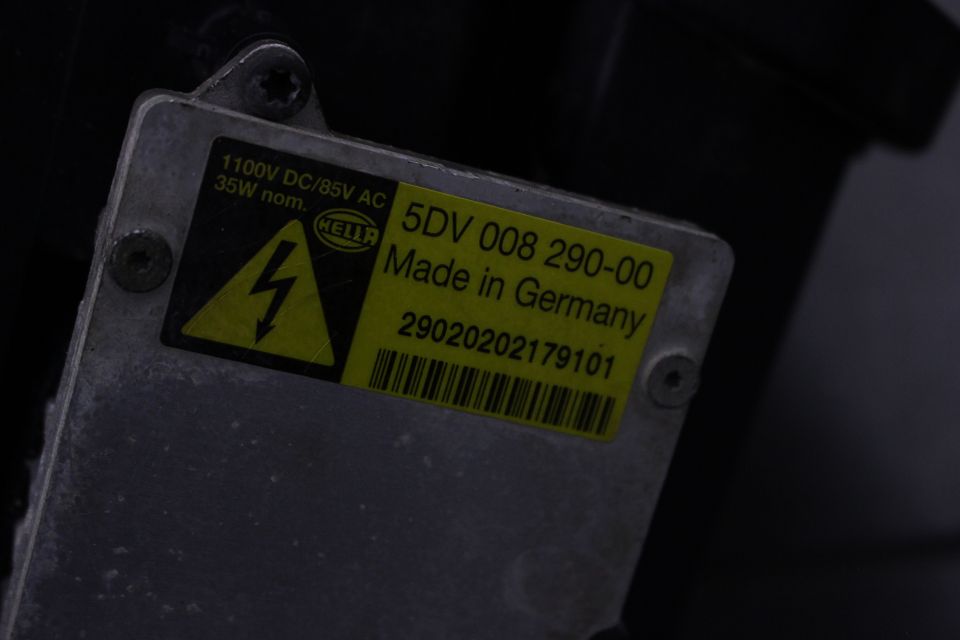 1100V DC/85V AC
35W nom.
HELLA
5DV 008 290-00
Made in Germany
29020202179101